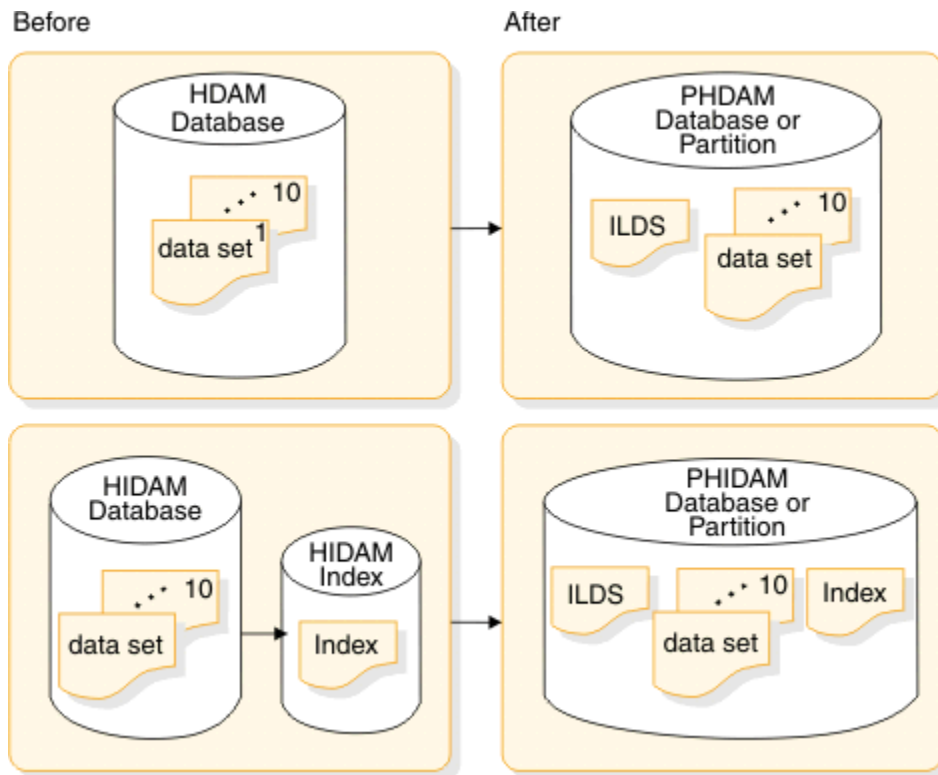 Before
After
HDAM
Database
10
1
data set
PHDAM
Database or
Partition
ILDS
10
data set
HIDAM
Database
10
data set
HIDAM
Index
Index
PHIDAM
Database or
Partition
ILDS
10
Index
data set